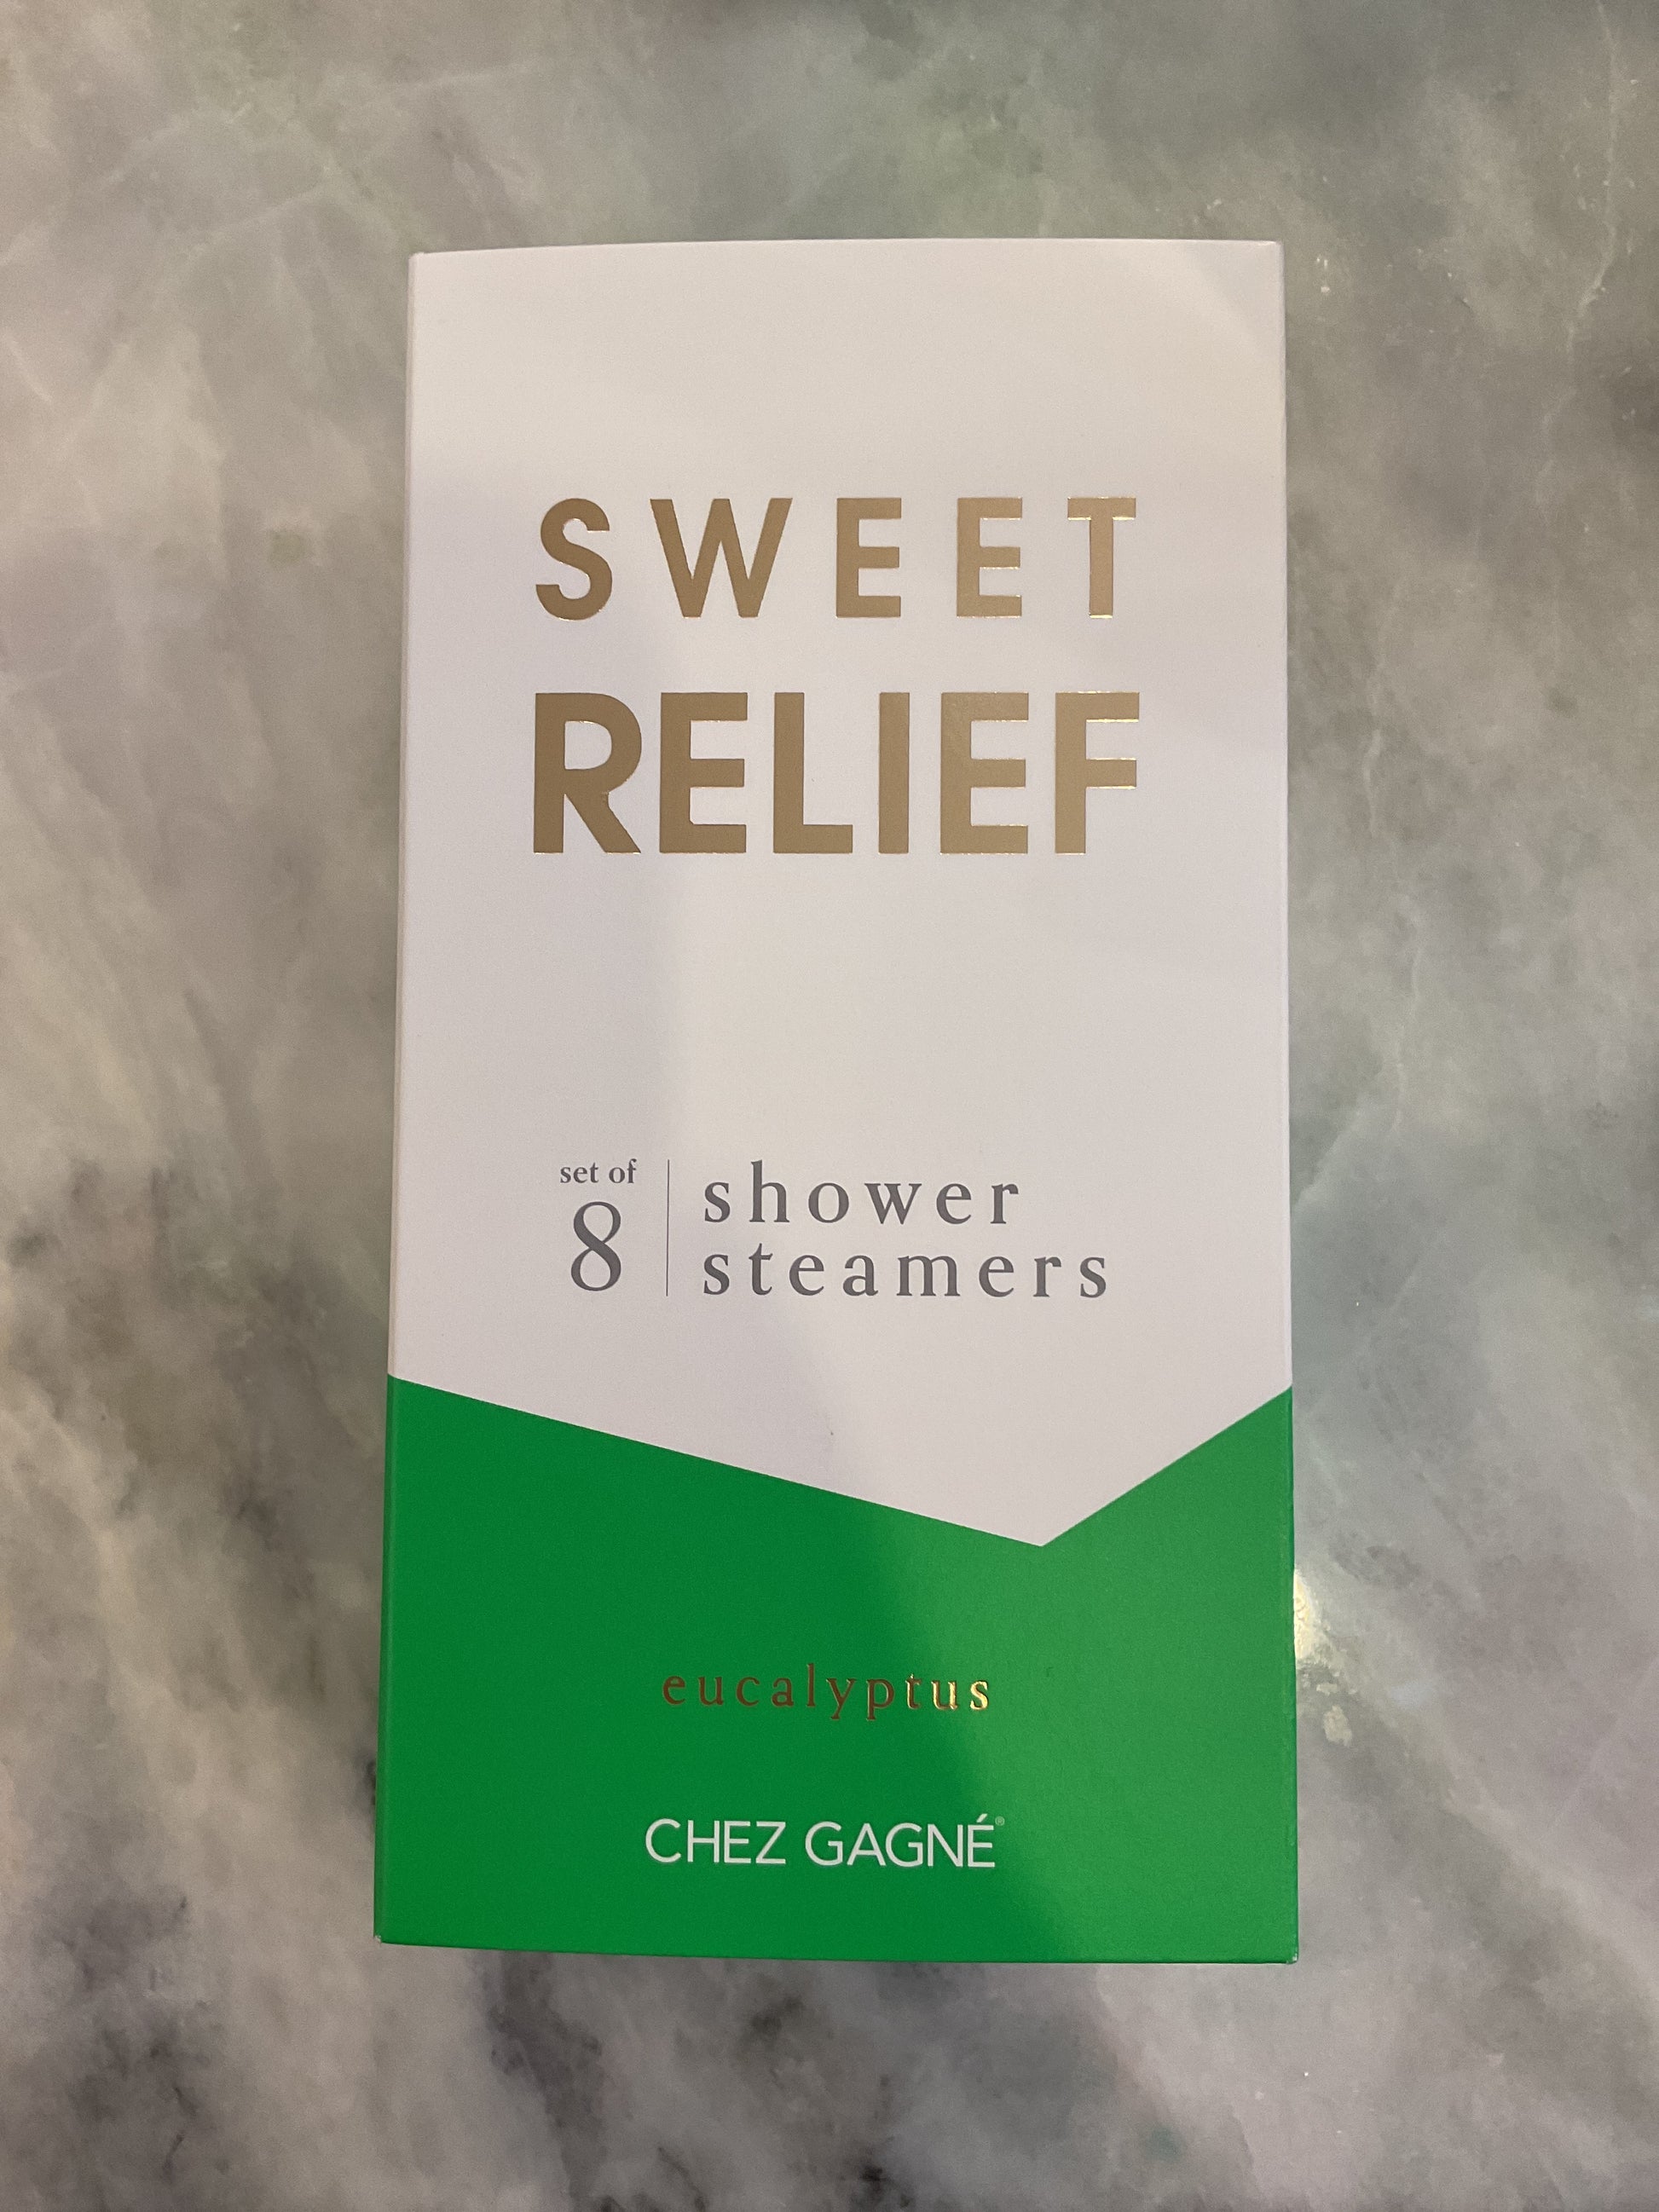 SWEET
RELIEF
set of
8
shower
steamers
eucalyptus
CHEZ GAGNÉ®